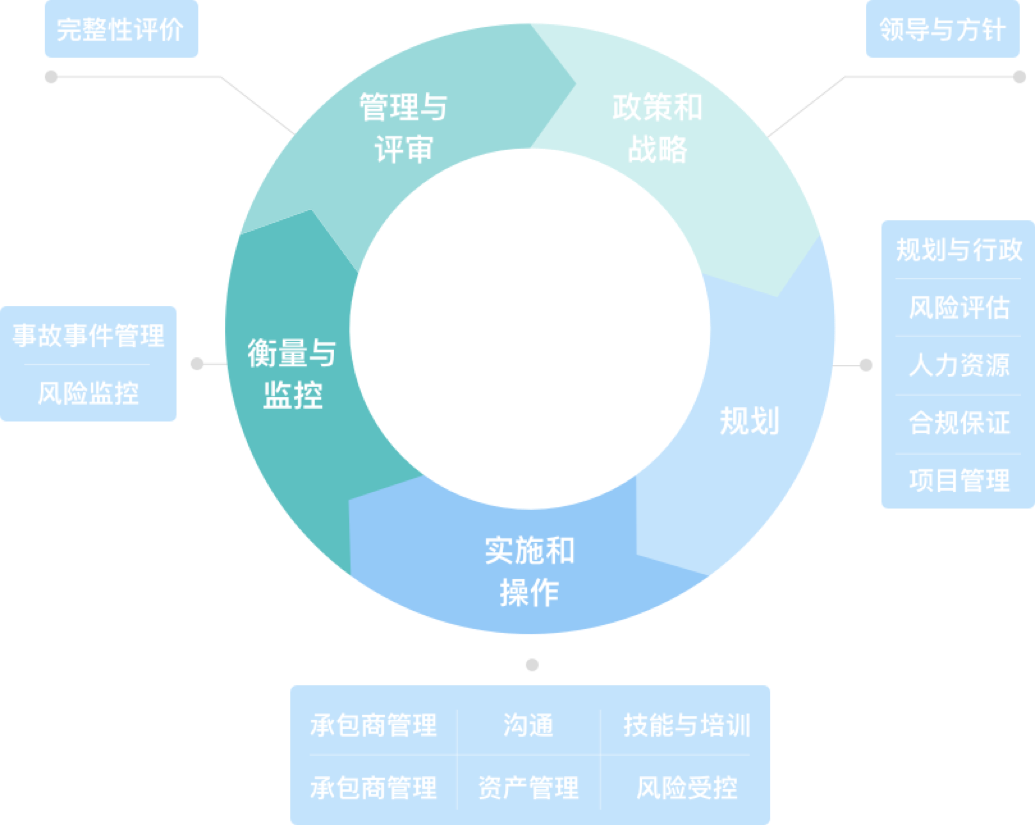 完整性评价
领导与方针
管理与
评审
政策和
战略
规划与行政
风险评估
人力资源
合规保证
项目管理
事故事件管理
风险监控
衡量与
监控
规划
实施和
操作
承包商管理 沟通 技能与培训
承包商管理 资产管理 风险受控